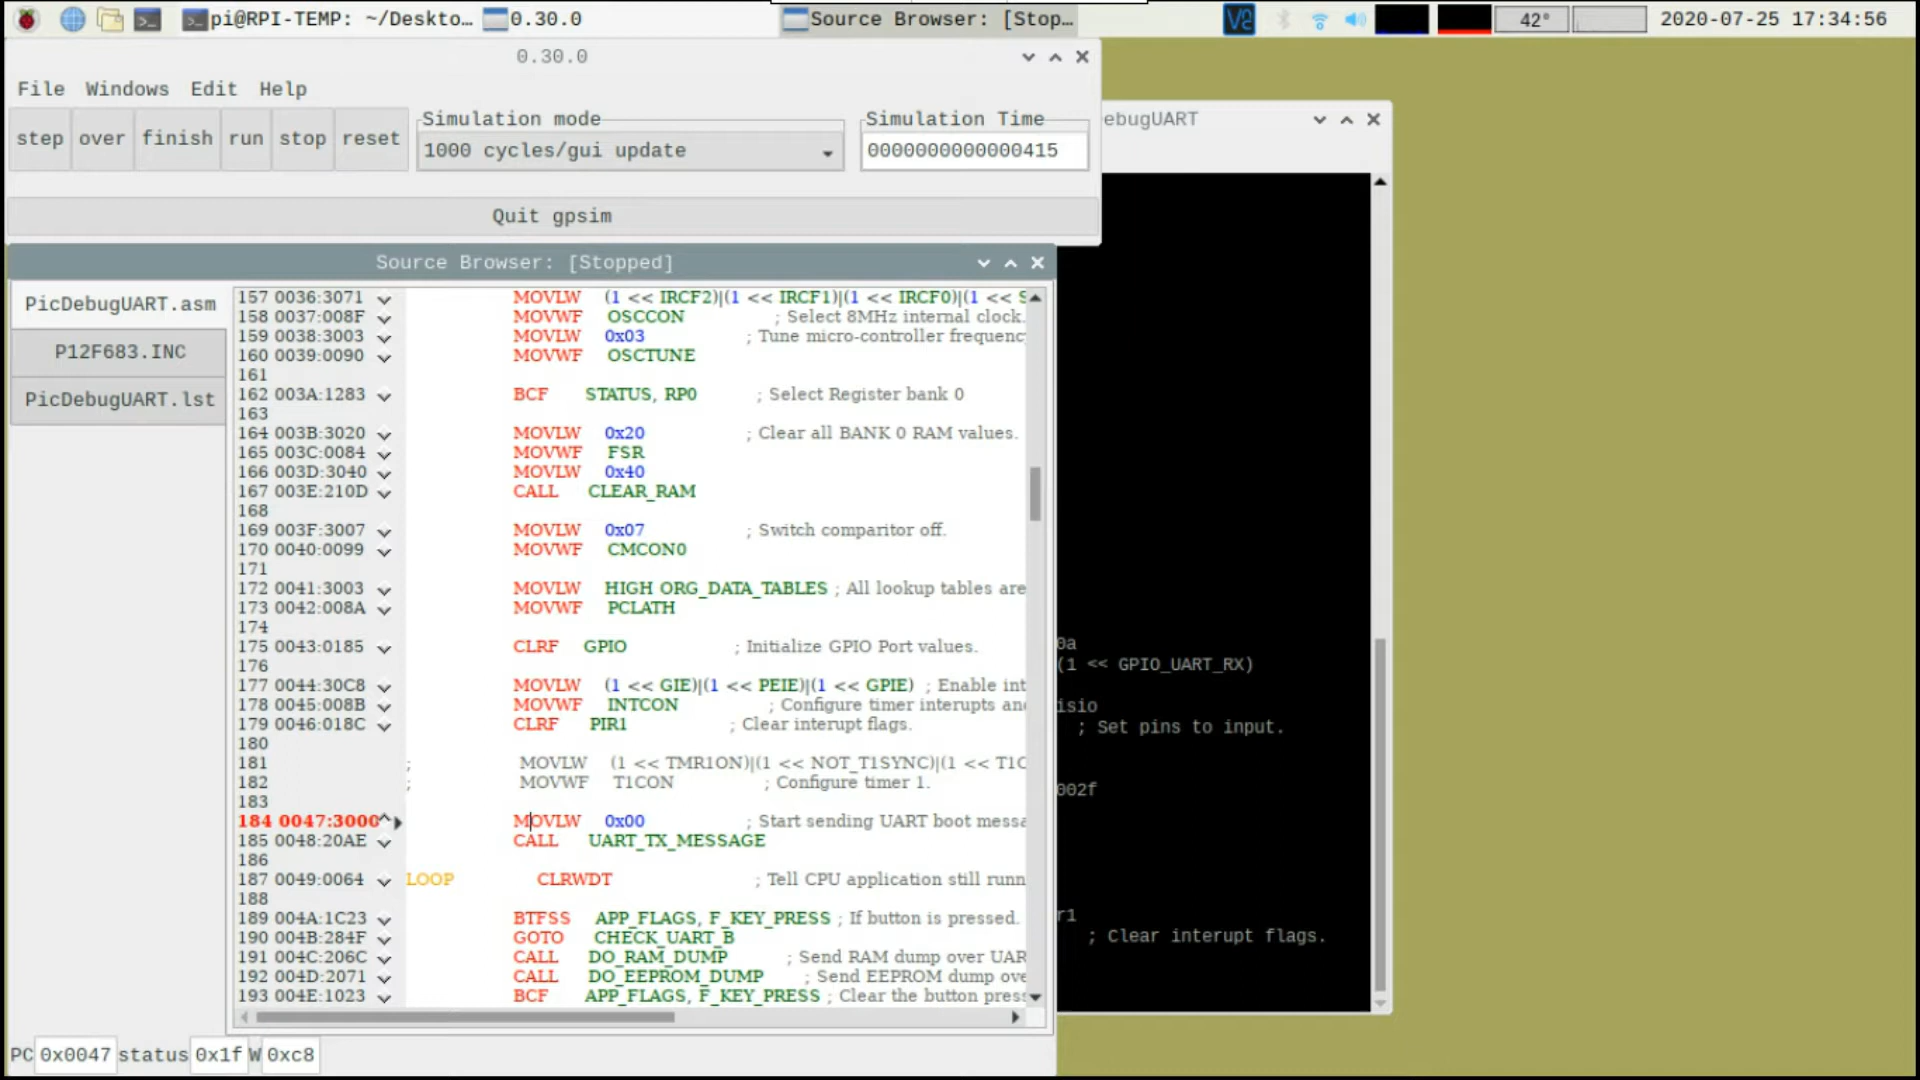 pi@RPI-TEMP: ~/Deskto... 0.30.0 Source Browser: [Stop... V2 42° 2020-07-25 17:34:56
0.30.0
File Windows Edit Help
step over finish run stop reset
Simulation mode
1000 cycles/gui update
Simulation Time
0000000000000415
Quit gpsim
Source Browser: [Stopped]
PicDebugUART.asm
P12F683.INC
PicDebugUART.lst
157 0036:3071 MOVLW (1 << IRCF2)|(1 << IRCF1)|(1 << IRCF0)|(1 << S
158 0037:008F MOVWF OSCCON ; Select 8MHz internal clock.
159 0038:3003 MOVLW 0x03 ; Tune micro-controller frequenc
160 0039:0090 MOVWF OSCTUNE
161
162 003A:1283 BCF STATUS, RP0 ; Select Register bank 0
163
164 003B:3020 MOVLW 0x20 ; Clear all BANK 0 RAM values.
165 003C:0084 MOVWF FSR
166 003D:3040 MOVLW 0x40
167 003E:210D CALL CLEAR_RAM
168
169 003F:3007 MOVLW 0x07 ; Switch comparitor off.
170 0040:0099 MOVWF CMCON0
171
172 0041:3003 MOVLW HIGH ORG_DATA_TABLES ; All lookup tables are
173 0042:008A MOVWF PCLATH
174
175 0043:0185 CLRF GPIO ; Initialize GPIO Port values.
176
177 0044:30C8 MOVLW (1 << GIE)|(1 << PEIE)|(1 << GPIE) ; Enable int
178 0045:008B MOVWF INTCON ; Configure timer interupts an
179 0046:018C CLRF PIR1 ; Clear interupt flags.
180
181 ; MOVLW (1 << TMR1ON)|(1 << NOT_T1SYNC)|(1 << T1C
182 ; MOVWF T1CON ; Configure timer 1.
183
184 0047:3000 MOVLW 0x00 ; Start sending UART boot messa
185 0048:20AE CALL UART_TX_MESSAGE
186
187 0049:0064 LOOP CLRWDT ; Tell CPU application still runn
188
189 004A:1C23 BTFSS APP_FLAGS, F_KEY_PRESS ; If button is pressed.
190 004B:284F GOTO CHECK_UART_B
191 004C:206C CALL DO_RAM_DUMP ; Send RAM dump over UAR
192 004D:2071 CALL DO_EEPROM_DUMP ; Send EEPROM dump ove
193 004E:1023 BCF APP_FLAGS, F_KEY_PRESS ; Clear the button press
PC 0x0047 status 0x1f W 0xc8
ebugUART
0a
(1 << GPIO_UART_RX)
isio
; Set pins to input.
002f
r1
; Clear interupt flags.